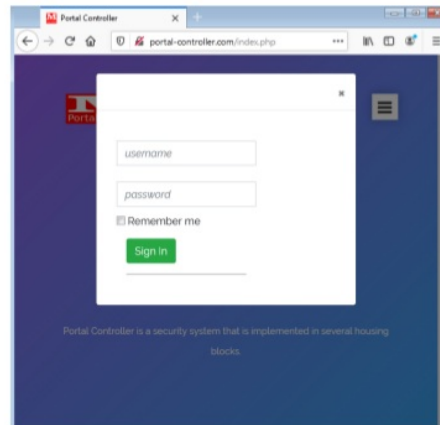 Portal Controller
portal-controller.com/index.php
Porta
username
password
Remember me
Sign In
Portal Controller is a security system that is implemented in several housing
blocks.